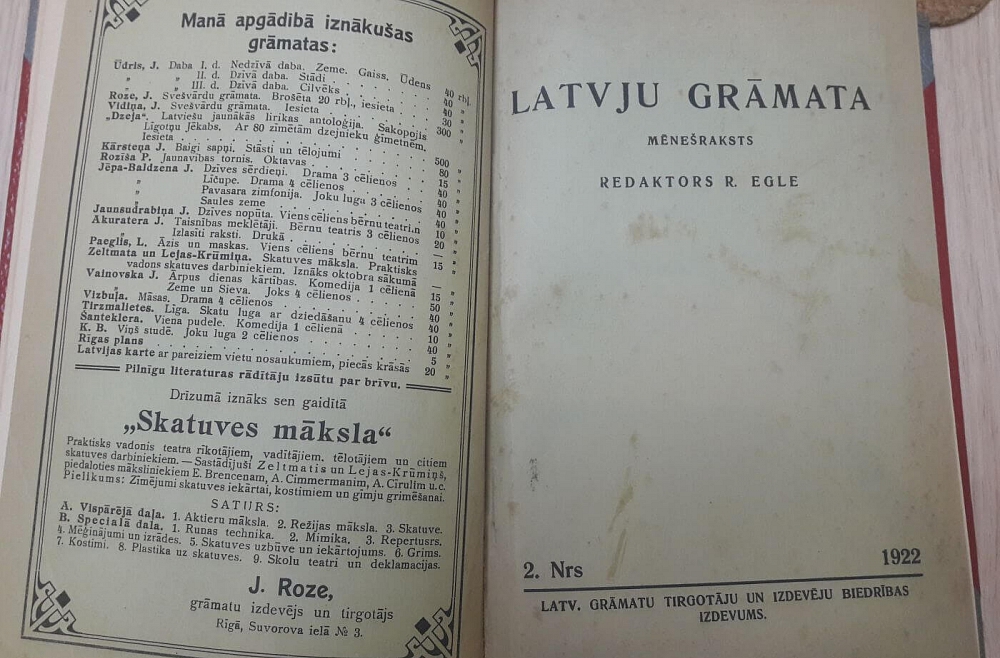 Manā apgādībā iznākušas
grāmatas:
Ūdris, J. Daba I. d. Nedzīvā daba. Zeme. Gaiss. Ūdens 40 rbļ.
„ „ II. d. Dzīvā daba. Stādi . . . 40 „
„ „ III. d. Dzīvā daba. Cilvēks . . . 40 „
Roze, J. Svešvārdu grāmata. Brošēta 20 rbļ., iesieta . 30 „
Vidiņa, J. Svešvārdu grāmata. Iesieta . . . 40 „
„Dzeja“. Latviešu jaunākās lirikas antoloģija. Sakopojis
Līgotņu Jēkabs. Ar 80 zīmētām dzejnieku ģimetnēm.
Iesieta . . . 300 „
Kārsteņa, J. Baigi sapņi. Stāsti un tēlojumi . . . 500 „
Rozīša P. Jaunavības tornis. Oktavas . . . 80 „
Jēpa-Baldzena J. Dzīves sērdieņi. Drama 3 cēlienos . . 15 „
„ Līčupe. Drama 4 cēlienos . . . 40 „
„ Pavasara zimfonija. Joku luga 3 cēlienos 40 „
„ Saules zeme . . . 40 „
Jaunsudrabiņa J. Dzīves nopūta. Viens cēliens bērnu teatri.n 10 „
Akuratera J. Taisnības meklētāji. Bērnu teatris 3 cēlienos 20 „
„ Izlasīti raksti. Drukā . . . — „
Paeglis, L. Āzis un maskas. Viens cēliens bērnu teatrim 15 „
Zeltmata un Lejas-Krūmiņa. Skatuves māksla. Praktisks
vadons skatuves darbiniekiem. Iznāks oktobra sākumā — „
Vainovska J. Ārpus dienas kārtības. Komedija 1 cēlienā 15 „
„ Zeme un Sieva. Joks 4 cēlienos . . . 50 „
Vizbuļa. Māsas. Drama 4 cēlienos . . . 40 „
Tirzmalietes. Līga. Skatu luga ar dziedāšanu 4 cēlienos 40 „
Šanteklera. Viena pudele. Komedija 1 cēlienā . . 10 „
K. B. Viņš studē. Joku luga 2 cēlienos . . . 40 „
Rīgas plans . . . 5 „
Latvijas karte ar pareiziem vietu nosaukumiem, piecās krāsās 20 „
Pilnīgu literaturas rādītāju izsūtu par brīvu.
Drīzumā iznāks sen gaidītā
„Skatuves māksla“
Praktisks vadonis teatra rīkotājiem, vadītājiem, tēlotājiem un citiem
skatuves darbiniekiem. — Sastādījuši Zeltmatis un Lejas-Krūmiņš,
piedaloties māksliniekiem E. Brencenam, A. Cimmermanim, A. Cīrulim u. c.
Pielikums: Zīmējumi skatuves iekārtai, kostimiem un gimju grimēšanai.
SATURS:
A. Vispārējā daļa. 1. Aktieru māksla. 2. Režijas māksla. 3. Skatuve.
B. Speciālā daļa. 1. Runas technika. 2. Mimika. 3. Repertusrs.
4. Mēģinājumi un izrādes. 5. Skatuves uzbūve un iekārtojums. 6. Grims.
7. Kostimi. 8. Plastika uz skatuves. 9. Skolu teatri un deklamacijas.
J. Roze,
grāmatu izdevējs un tirgotājs
Rīgā, Suvorova ielā № 3.
LATVJU GRĀMATA
MĒNEŠRAKSTS
REDAKTORS R. EGLE
2. Nrs 1922
LATV. GRĀMATU TIRGOTĀJU UN IZDEVĒJU BIEDRĪBAS
IZDEVUMS.